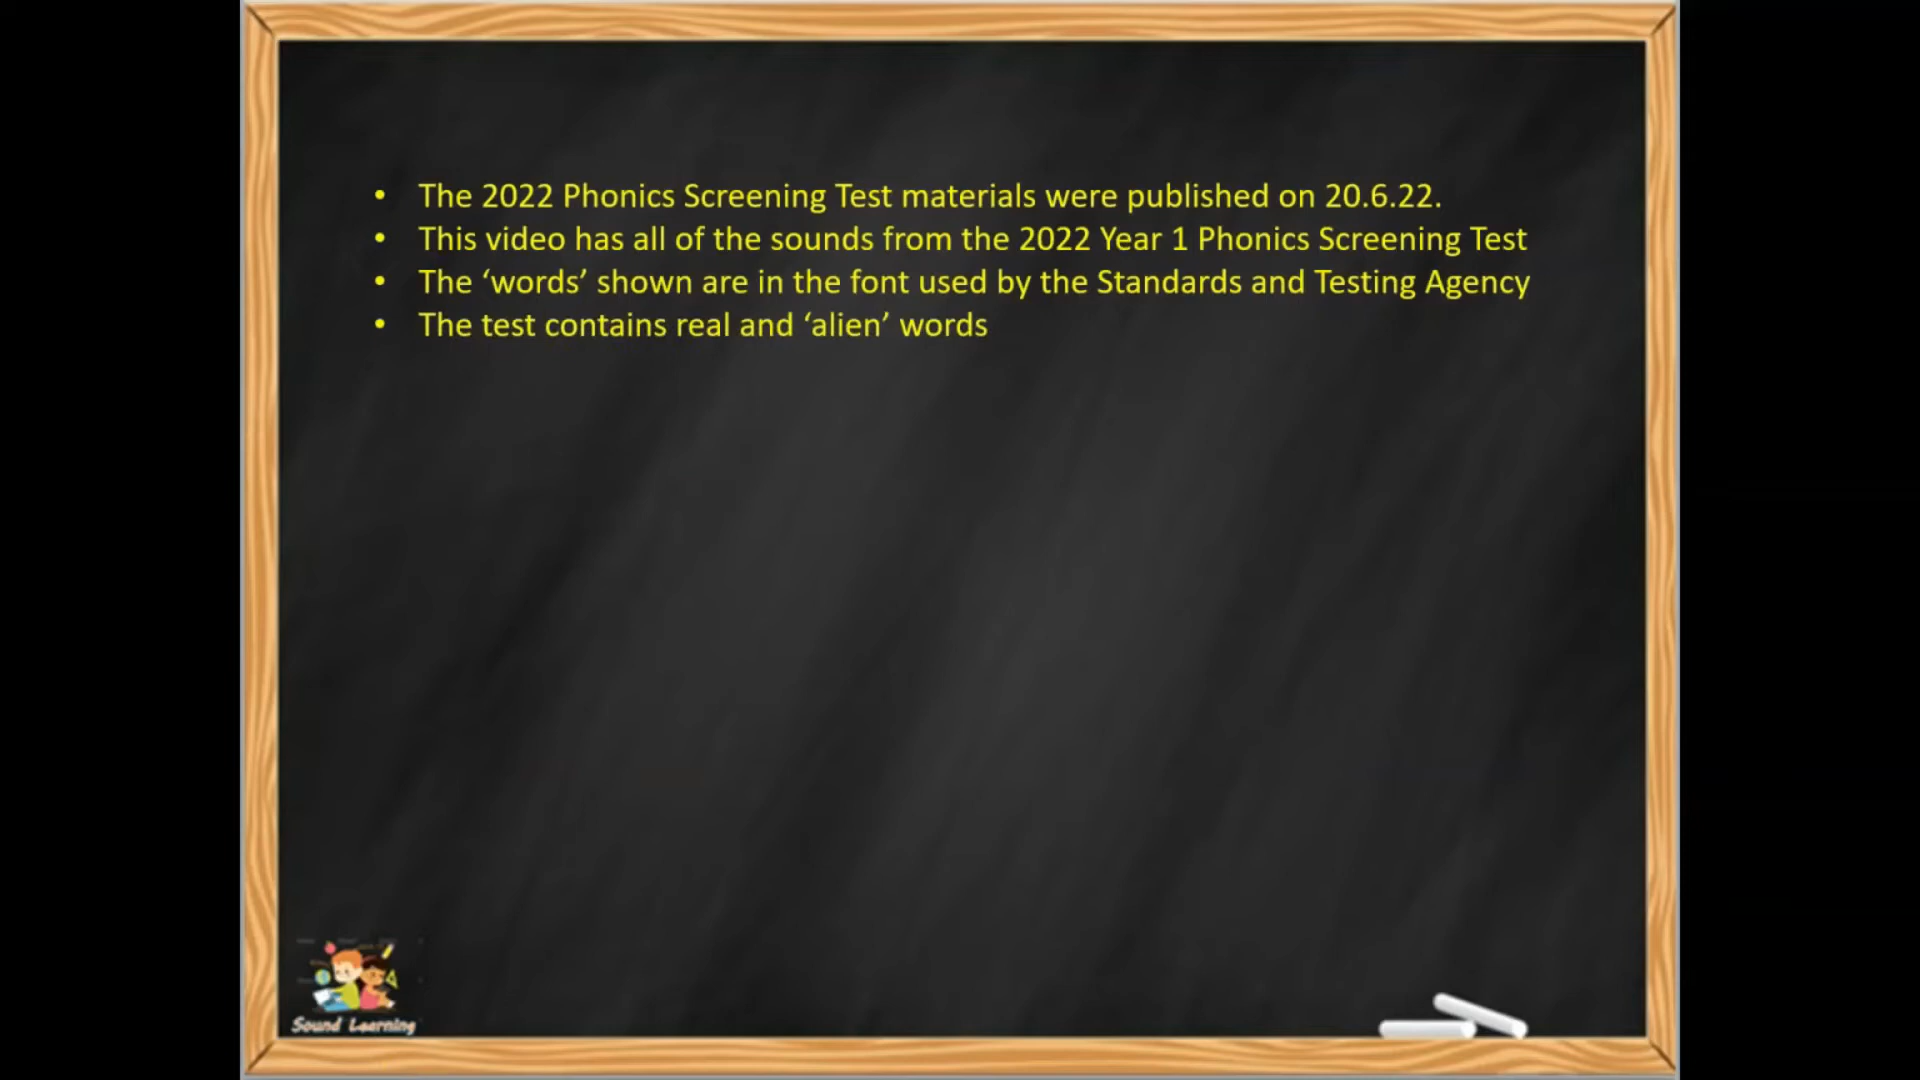 • The 2022 Phonics Screening Test materials were published on 20.6.22.
• This video has all of the sounds from the 2022 Year 1 Phonics Screening Test
• The ‘words’ shown are in the font used by the Standards and Testing Agency
• The test contains real and ‘alien’ words
Sound Learning